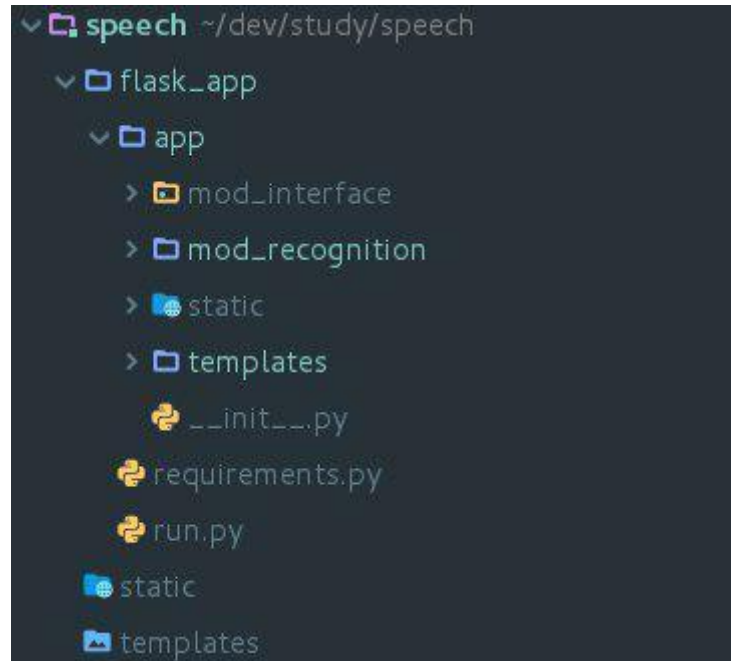 speech ~/dev/study/speech
flask_app
app
mod_interface
mod_recognition
static
templates
__init__.py
requirements.py
run.py
static
templates